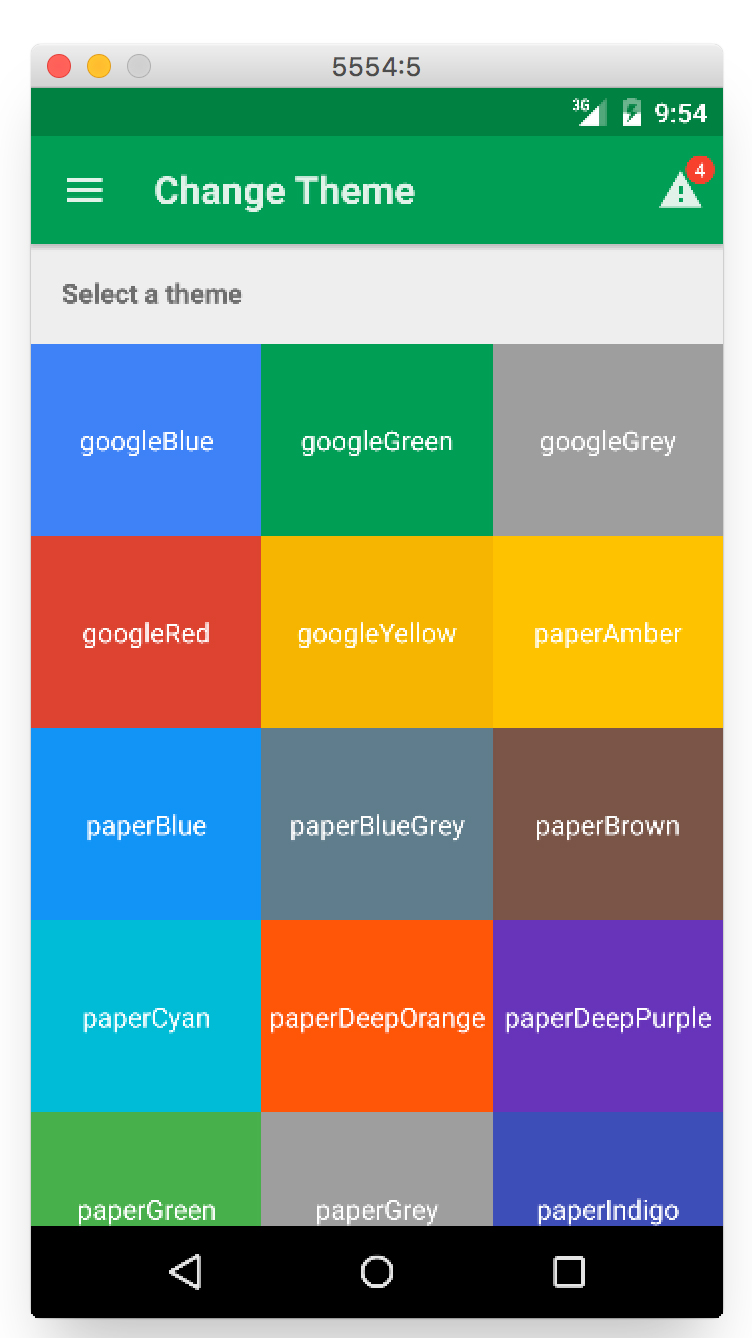 5554:5
3G 9:54
Change Theme 4
Select a theme
googleBlue googleGreen googleGrey
googleRed googleYellow paperAmber
paperBlue paperBlueGrey paperBrown
paperCyan paperDeepOrange paperDeepPurple
paperGreen paperGrey paperIndigo